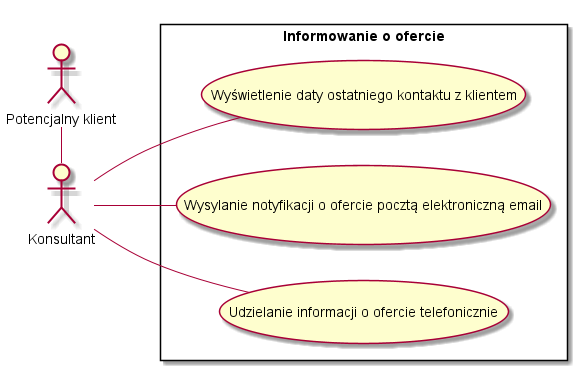 Informowanie o ofercie
Wyświetlenie daty ostatniego kontaktu z klientem
Potencjalny klient
Wysylanie notyfikacji o ofercie pocztą elektroniczną email
Konsultant
Udzielanie informacji o ofercie telefonicznie